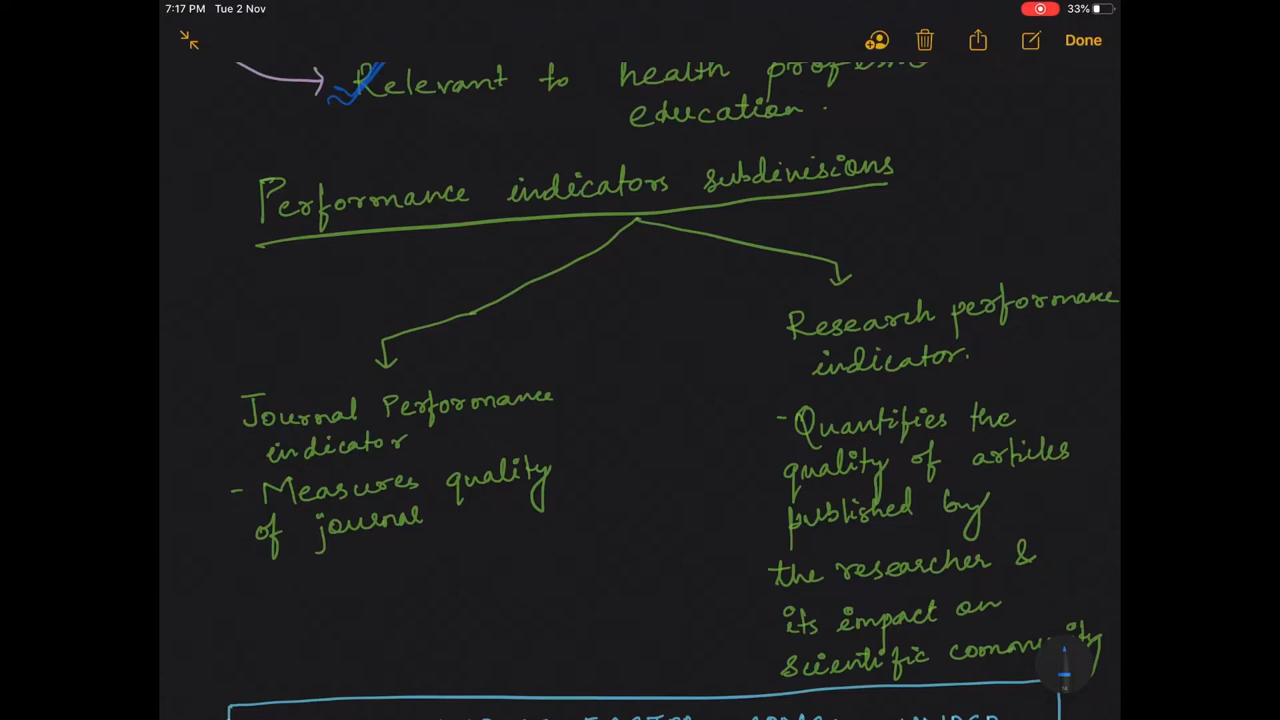 7:17 PM Tue 2 Nov
33%
Done
Relevant to health
education.
Performance indicators subdivisions
Journal Performance
indicator
- Measures quality
of journal
Research performance
indicator.
- Quantifies the
quality of articles
published by
the researcher &
its impact on
scientific community